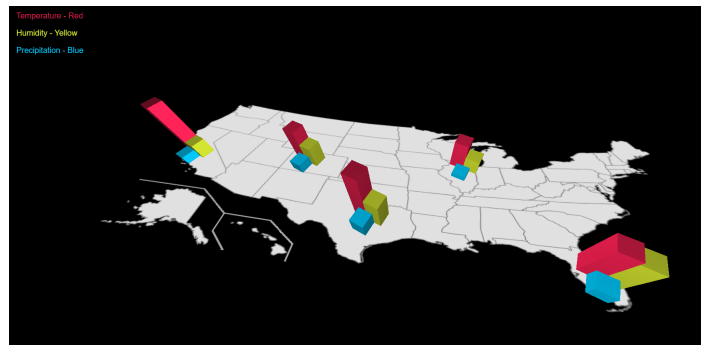 Temperature - Red
Humidity - Yellow
Precipitation - Blue